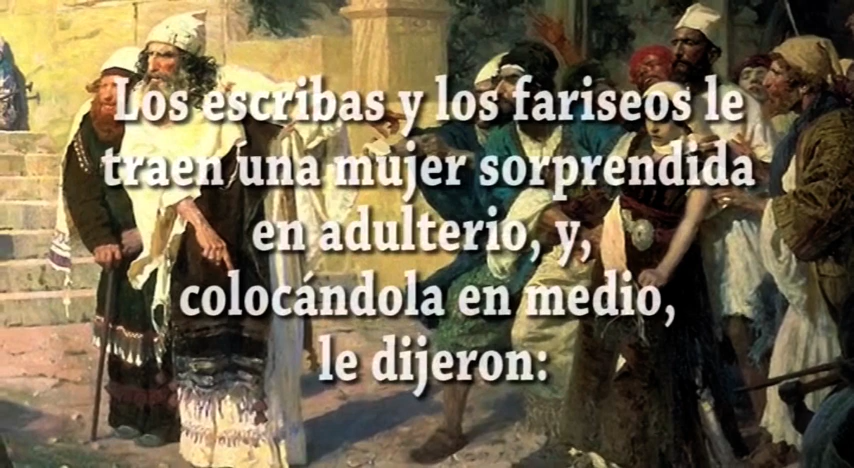 Los escribas y los fariseos le
traen una mujer sorprendida
en adulterio, y,
colocándola en medio,
le dijeron: